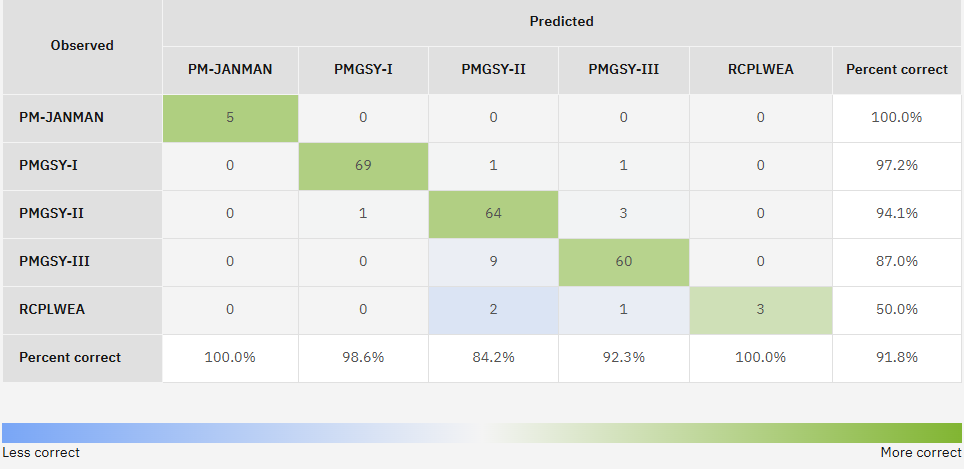 Predicted
Observed
PM-JANMAN PMGSY-I PMGSY-II PMGSY-III RCPLWEA Percent correct
PM-JANMAN 5 0 0 0 0 100.0%
PMGSY-I 0 69 1 1 0 97.2%
PMGSY-II 0 1 64 3 0 94.1%
PMGSY-III 0 0 9 60 0 87.0%
RCPLWEA 0 0 2 1 3 50.0%
Percent correct 100.0% 98.6% 84.2% 92.3% 100.0% 91.8%
Less correct More correct